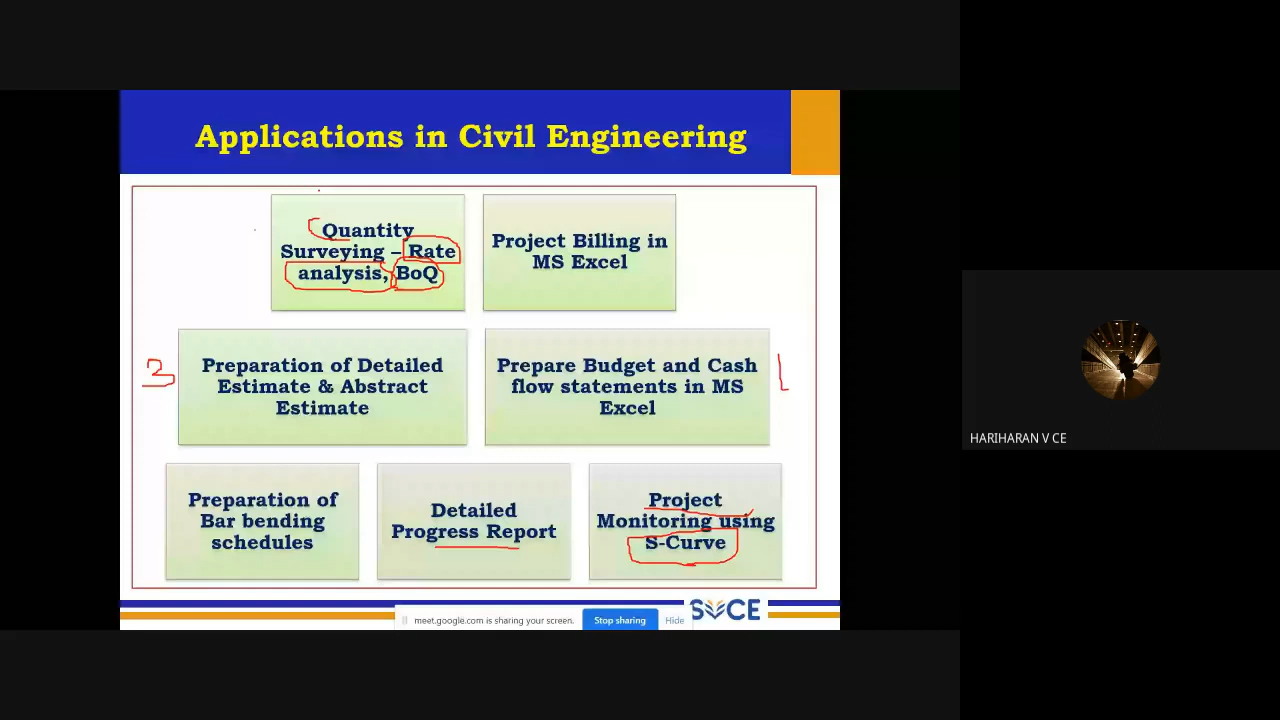 Applications in Civil Engineering
Quantity
Surveying – Rate
analysis, BoQ
Project Billing in
MS Excel
3
Preparation of Detailed
Estimate & Abstract
Estimate
Prepare Budget and Cash
flow statements in MS
Excel
Preparation of
Bar bending
schedules
Detailed
Progress Report
Project
Monitoring using
S-Curve
meet.google.com is sharing your screen.
Stop sharing
Hide
SVCE
HARIHARAN V CE